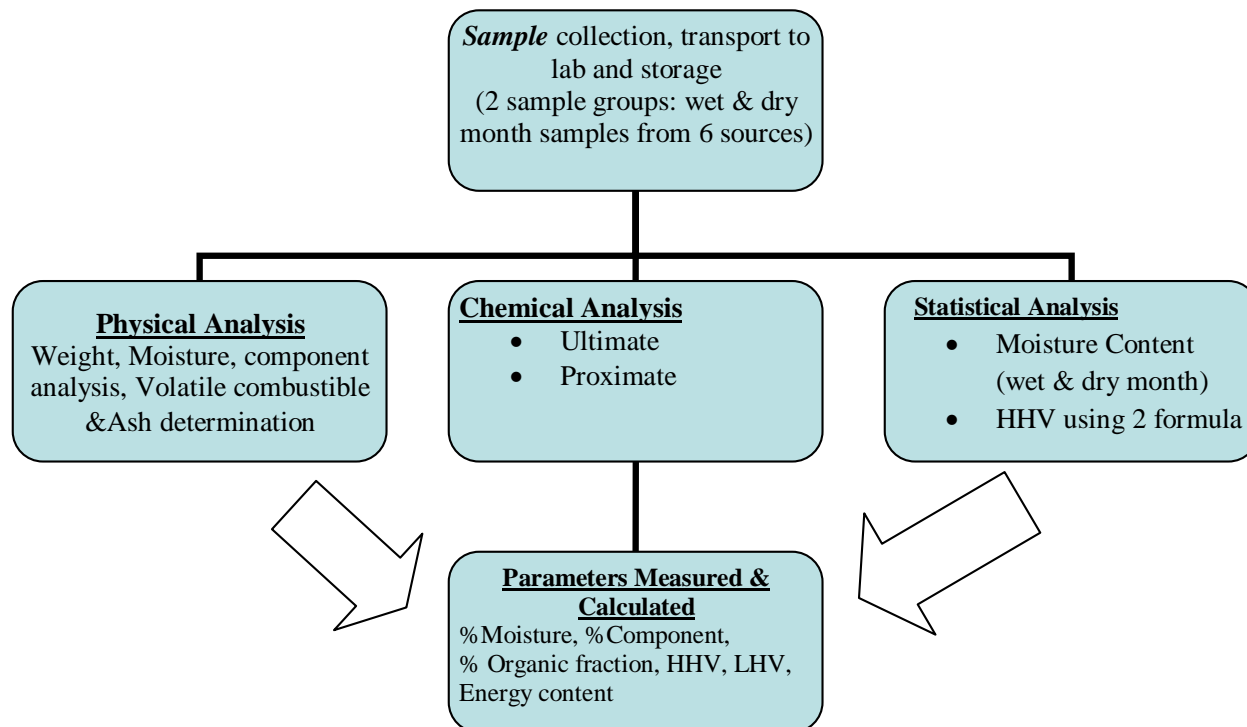 Sample collection, transport to
lab and storage
(2 sample groups: wet & dry
month samples from 6 sources)
Physical Analysis
Weight, Moisture, component
analysis, Volatile combustible
&Ash determination
Chemical Analysis
• Ultimate
• Proximate
Statistical Analysis
• Moisture Content
(wet & dry month)
• HHV using 2 formula
Parameters Measured &
Calculated
%Moisture, %Component,
% Organic fraction, HHV, LHV,
Energy content